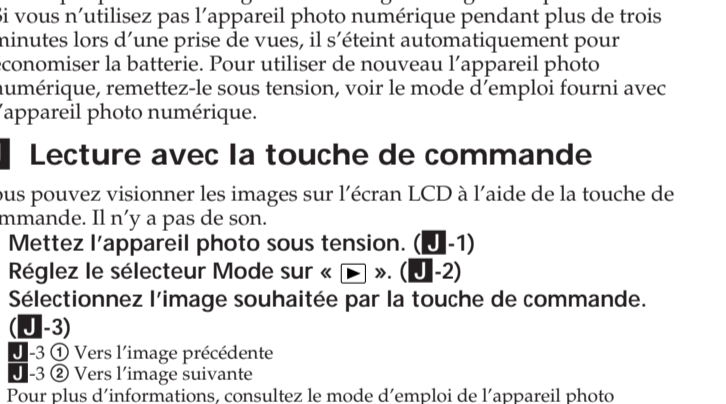 Si vous n'utilisez pas l'appareil photo numérique pendant plus de trois
minutes lors d'une prise de vues, il s'éteint automatiquement pour
économiser la batterie. Pour utiliser de nouveau l'appareil photo
numérique, remettez-le sous tension, voir le mode d'emploi fourni avec
l'appareil photo numérique.
Lecture avec la touche de commande
ous pouvez visionner les images sur l'écran LCD à l'aide de la touche de
mmande. Il n'y a pas de son.
Mettez l'appareil photo sous tension. (J-1)
Réglez le sélecteur Mode sur « ▶ ». (J-2)
Sélectionnez l'image souhaitée par la touche de commande.
(J-3)
J-3 ① Vers l'image précédente
J-3 ② Vers l'image suivante
Pour plus d'informations, consultez le mode d'emploi de l'appareil photo